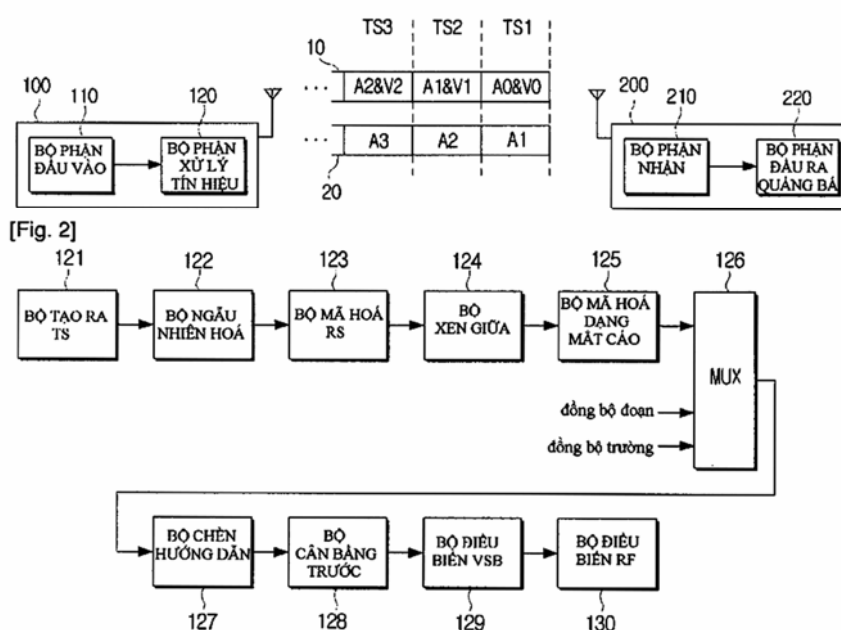 TS3 TS2 TS1
10
··· A2&V2 A1&V1 A0&V0
··· A3 A2 A1
20
100
110
120
BỘ PHẬN
ĐẦU VÀO
BỘ PHẬN
XỬ LÝ
TÍN HIỆU
200
210
220
BỘ PHẬN
NHẬN
BỘ PHẬN
ĐẦU RA
QUẢNG BÁ
[Fig. 2]
121
BỘ TẠO RA
TS
122
BỘ NGẪU
NHIÊN HOÁ
123
BỘ MÃ HOÁ
RS
124
BỘ
XEN GIỮA
125
BỘ MÃ HOÁ
DẠNG
MẮT CÁO
126
MUX
đồng bộ đoạn
đồng bộ trường
BỘ CHÈN
HƯỚNG DẪN
127
BỘ
CÂN BẰNG
TRƯỚC
128
BỘ ĐIỀU
BIẾN VSB
129
BỘ ĐIỀU
BIẾN RF
130